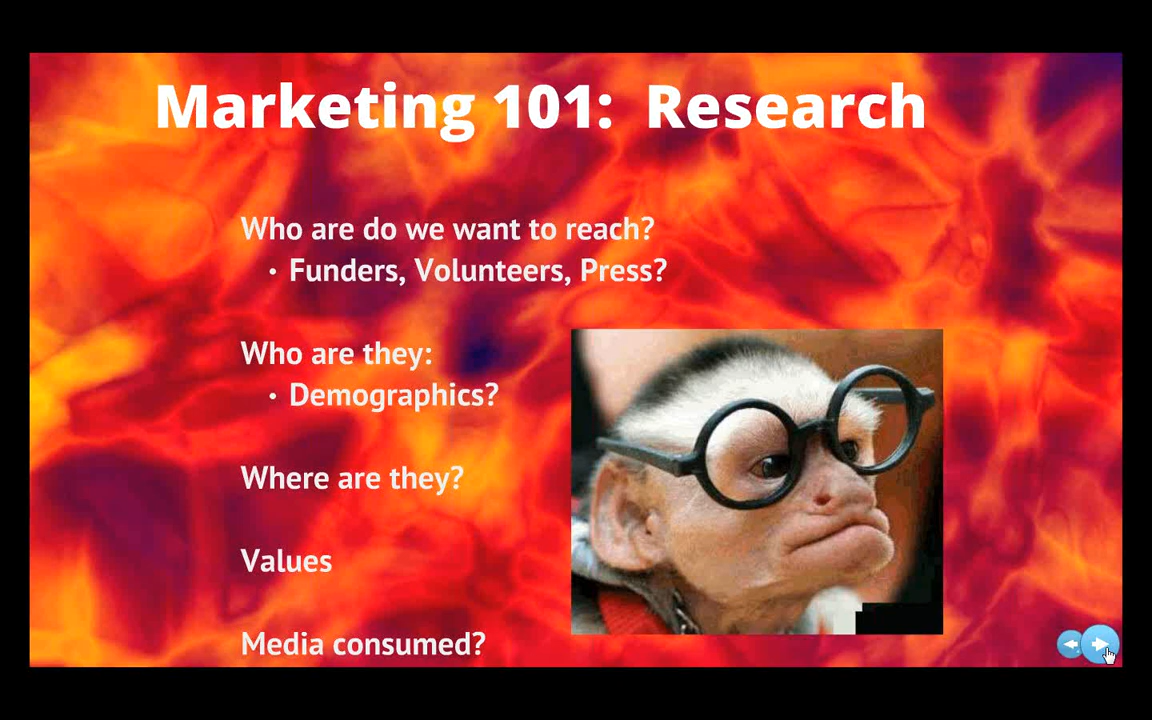 Marketing 101: Research
Who are do we want to reach?
• Funders, Volunteers, Press?
Who are they:
• Demographics?
Where are they?
Values
Media consumed?